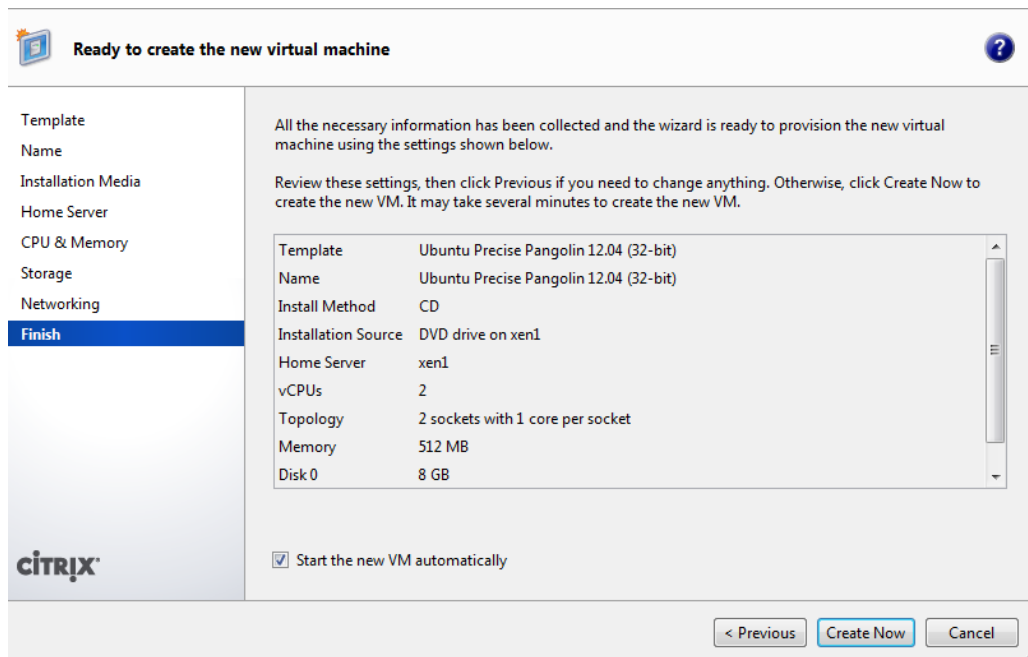 Ready to create the new virtual machine
?
Template
Name
Installation Media
Home Server
CPU & Memory
Storage
Networking
Finish
CİTRIX
All the necessary information has been collected and the wizard is ready to provision the new virtual
machine using the settings shown below.
Review these settings, then click Previous if you need to change anything. Otherwise, click Create Now to
create the new VM. It may take several minutes to create the new VM.
Template Ubuntu Precise Pangolin 12.04 (32-bit)
Name Ubuntu Precise Pangolin 12.04 (32-bit)
Install Method CD
Installation Source DVD drive on xen1
Home Server xen1
vCPUs 2
Topology 2 sockets with 1 core per socket
Memory 512 MB
Disk 0 8 GB
Start the new VM automatically
< Previous Create Now Cancel